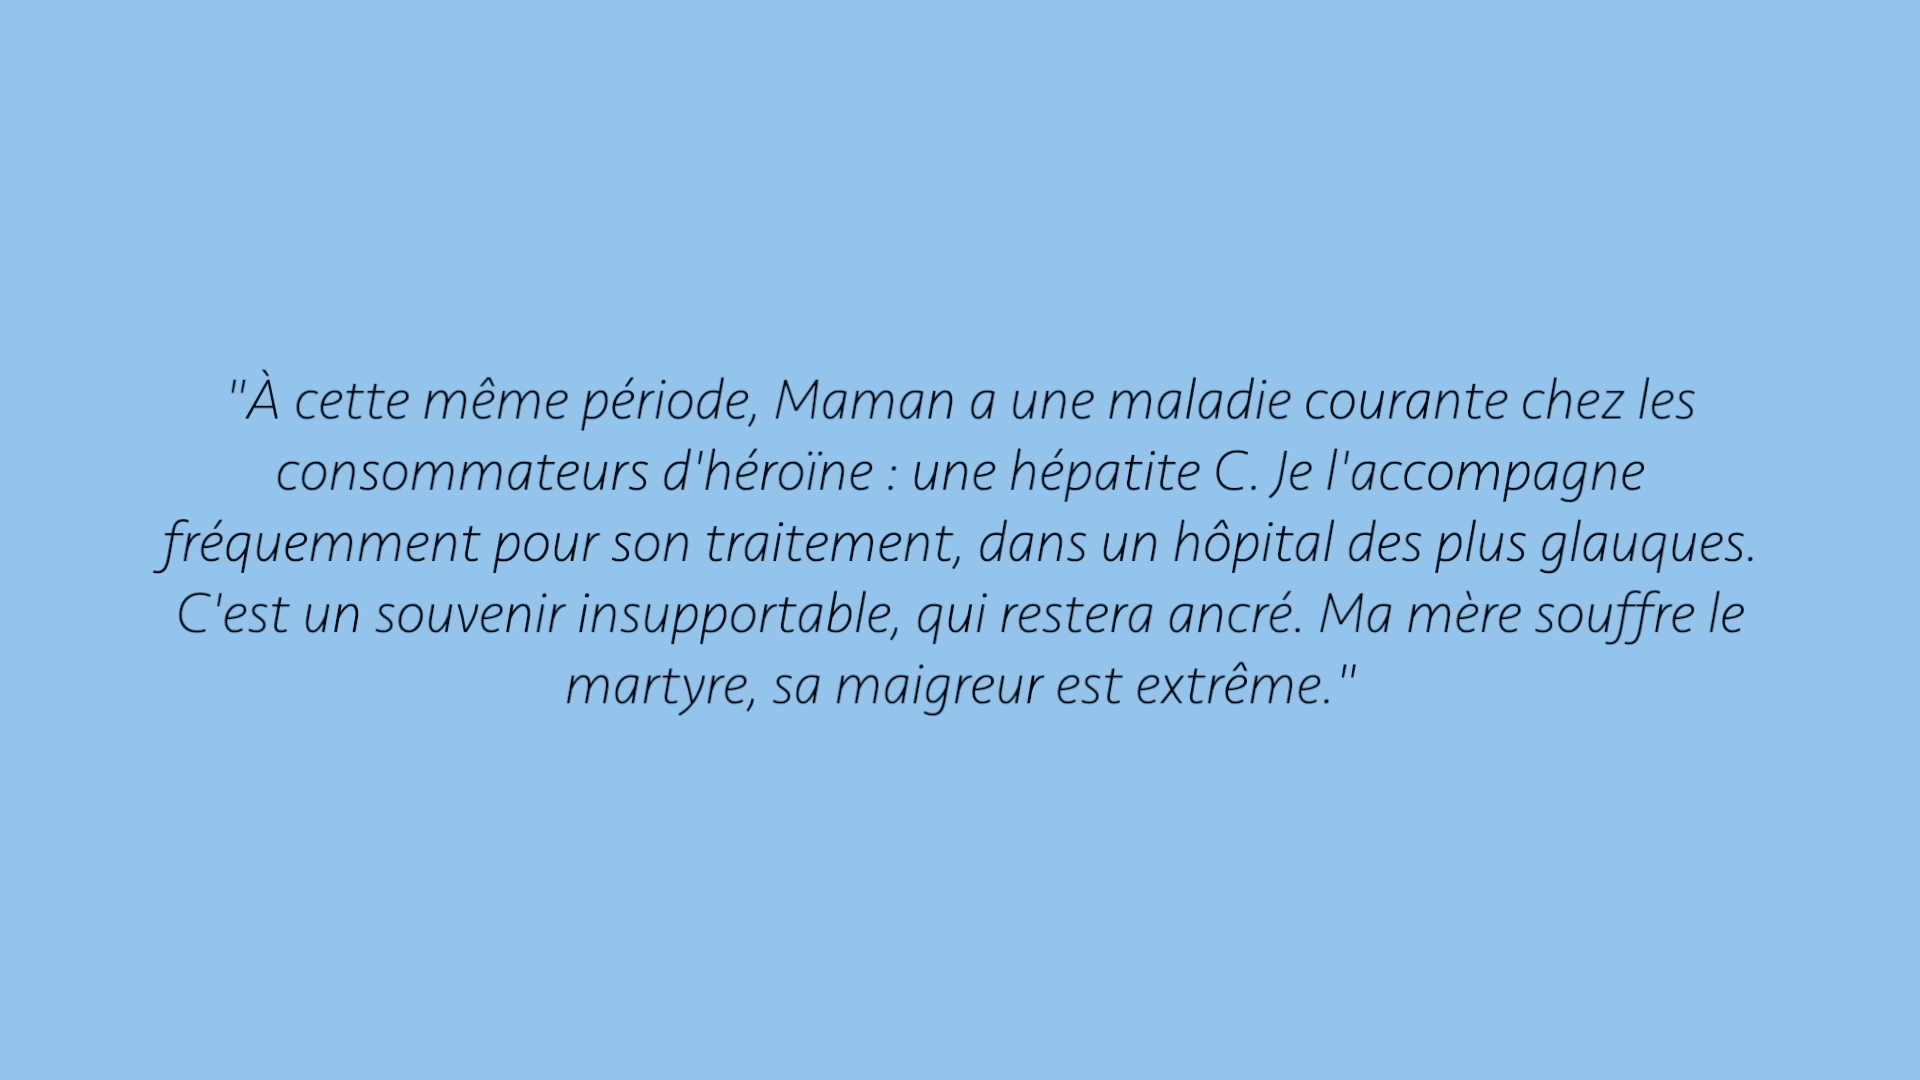 "À cette même période, Maman a une maladie courante chez les
consommateurs d'héroïne : une hépatite C. Je l'accompagne
fréquemment pour son traitement, dans un hôpital des plus glauques.
C'est un souvenir insupportable, qui restera ancré. Ma mère souffre le
martyre, sa maigreur est extrême."